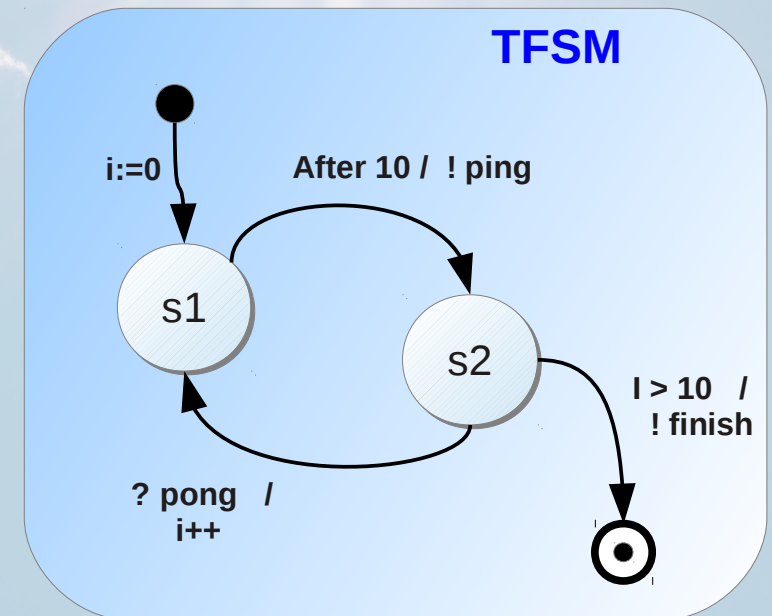 TFSM
i:=0
After 10 / ! ping
s1
s2
I > 10 /
! finish
? pong /
i++